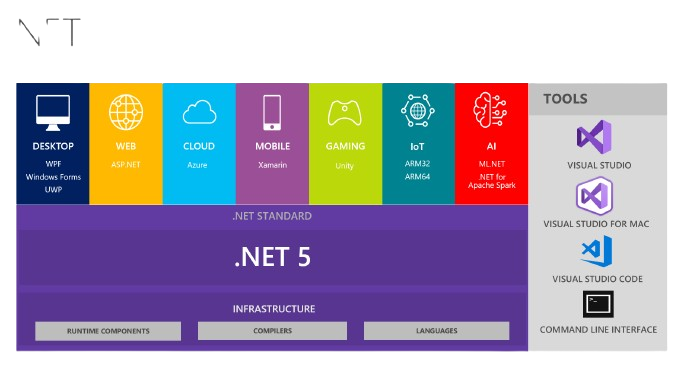 DESKTOP
WPF
Windows Forms
UWP
WEB
ASP.NET
CLOUD
Azure
MOBILE
Xamarin
GAMING
Unity
IoT
ARM32
ARM64
AI
ML.NET
.NET for
Apache Spark
.NET STANDARD
.NET 5
INFRASTRUCTURE
RUNTIME COMPONENTS
COMPILERS
LANGUAGES
TOOLS
VISUAL STUDIO
VISUAL STUDIO FOR MAC
VISUAL STUDIO CODE
COMMAND LINE INTERFACE